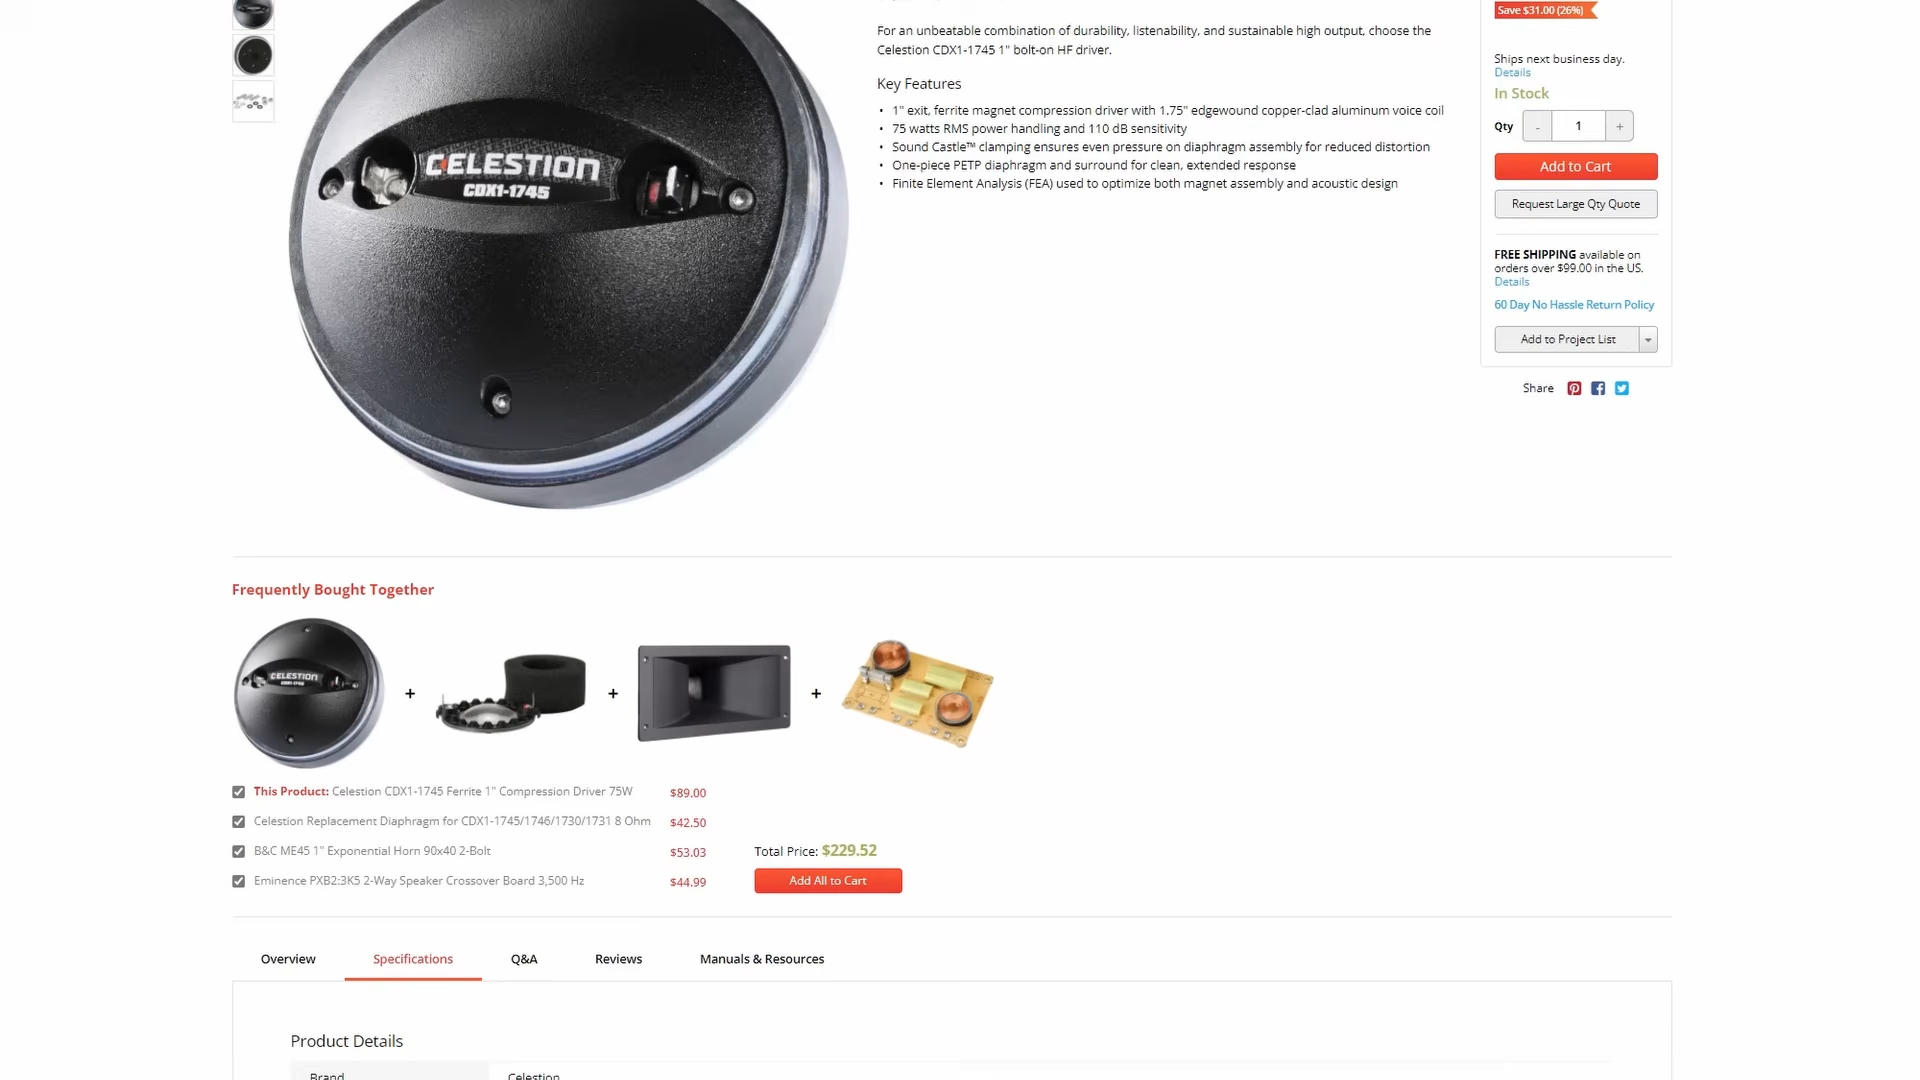 Save $31.00 (26%)
For an unbeatable combination of durability, listenability, and sustainable high output, choose the
Celestion CDX1-1745 1" bolt-on HF driver.
Key Features
• 1" exit, ferrite magnet compression driver with 1.75" edgewound copper-clad aluminum voice coil
• 75 watts RMS power handling and 110 dB sensitivity
• Sound Castle™ clamping ensures even pressure on diaphragm assembly for reduced distortion
• One-piece PETP diaphragm and surround for clean, extended response
• Finite Element Analysis (FEA) used to optimize both magnet assembly and acoustic design
CELESTION
CDX1-1745
Ships next business day.
Details
In Stock
Qty - 1 +
Add to Cart
Request Large Qty Quote
FREE SHIPPING available on
orders over $99.00 in the US.
Details
60 Day No Hassle Return Policy
Add to Project List
Share
Frequently Bought Together
CELESTION
CDX1-1745
+ + +
This Product: Celestion CDX1-1745 Ferrite 1" Compression Driver 75W $89.00
Celestion Replacement Diaphragm for CDX1-1745/1746/1730/1731 8 Ohm $42.50
B&C ME45 1" Exponential Horn 90x40 2-Bolt $53.03
Eminence PXB2:3K5 2-Way Speaker Crossover Board 3,500 Hz $44.99
Total Price: $229.52
Add All to Cart
Overview Specifications Q&A Reviews Manuals & Resources
Product Details
Brand Celestion